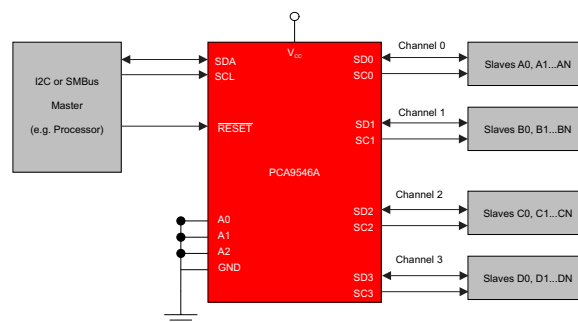 I2C or SMBus
Master
(e.g. Processor)
VCC
SDA
SCL
RESET
PCA9546A
A0
A1
A2
GND
SD0
SC0
SD1
SC1
SD2
SC2
SD3
SC3
Channel 0
Channel 1
Channel 2
Channel 3
Slaves A0, A1...AN
Slaves B0, B1...BN
Slaves C0, C1...CN
Slaves D0, D1...DN